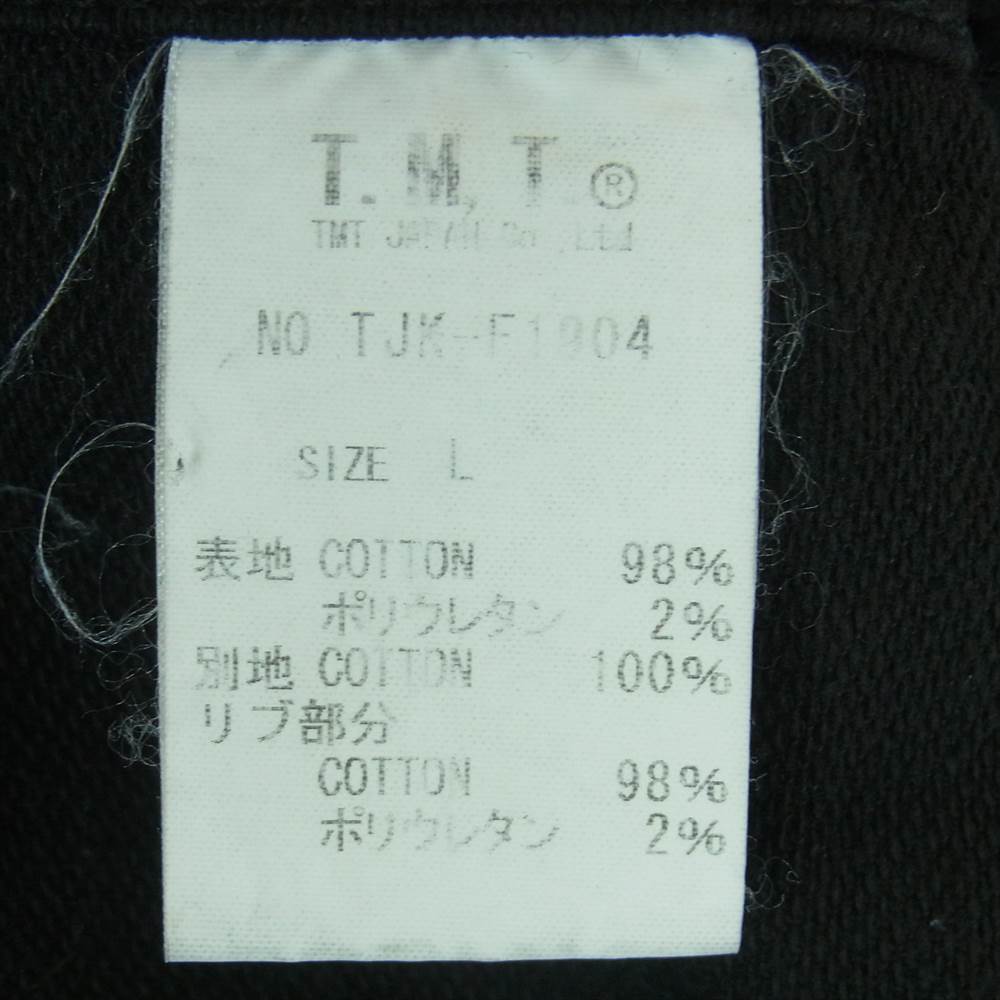 T.M,T.®
TMT JAPAN Co.,Ltd
NO.TJK-F1904
SIZE L
表地 COTTON 98%
ポリウレタン 2%
別地 COTTON 100%
リブ部分
COTTON 98%
ポリウレタン 2%